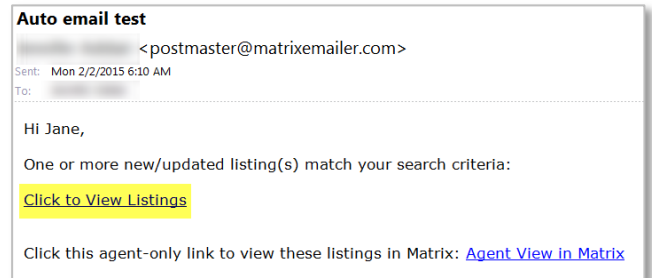 Auto email test
<postmaster@matrixemailer.com>
Sent: Mon 2/2/2015 6:10 AM
To:
Hi Jane,
One or more new/updated listing(s) match your search criteria:
Click to View Listings
Click this agent-only link to view these listings in Matrix: Agent View in Matrix